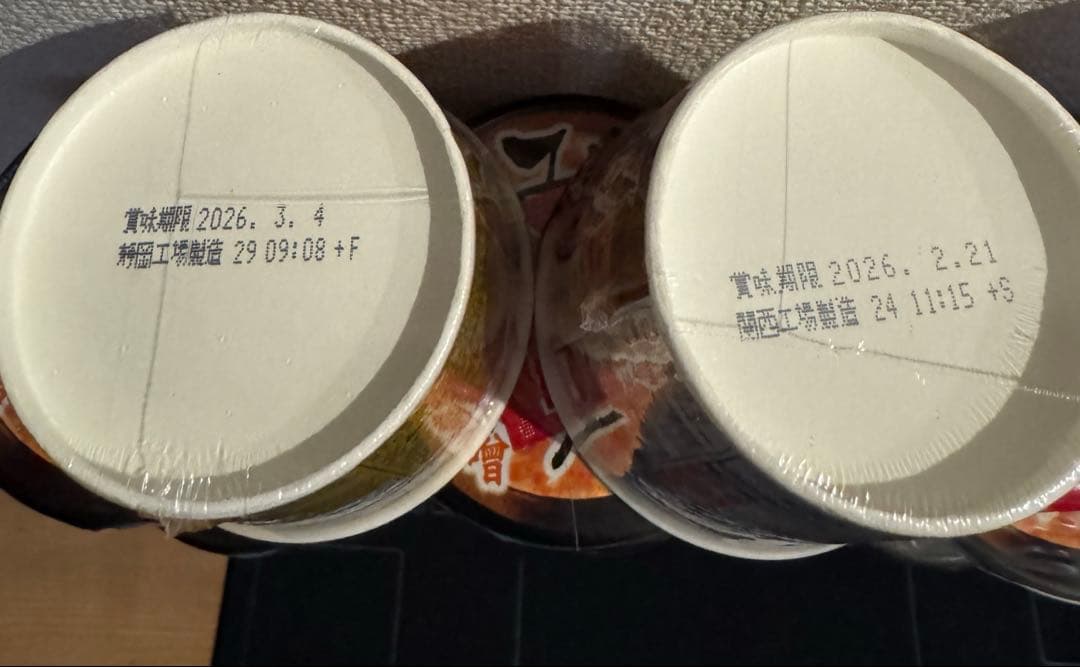 賞味期限 2026. 3. 4
静岡工場製造 29 09:08 +F
賞味期限 2026. 2.21
関西工場製造 24 11:15 +S
噌